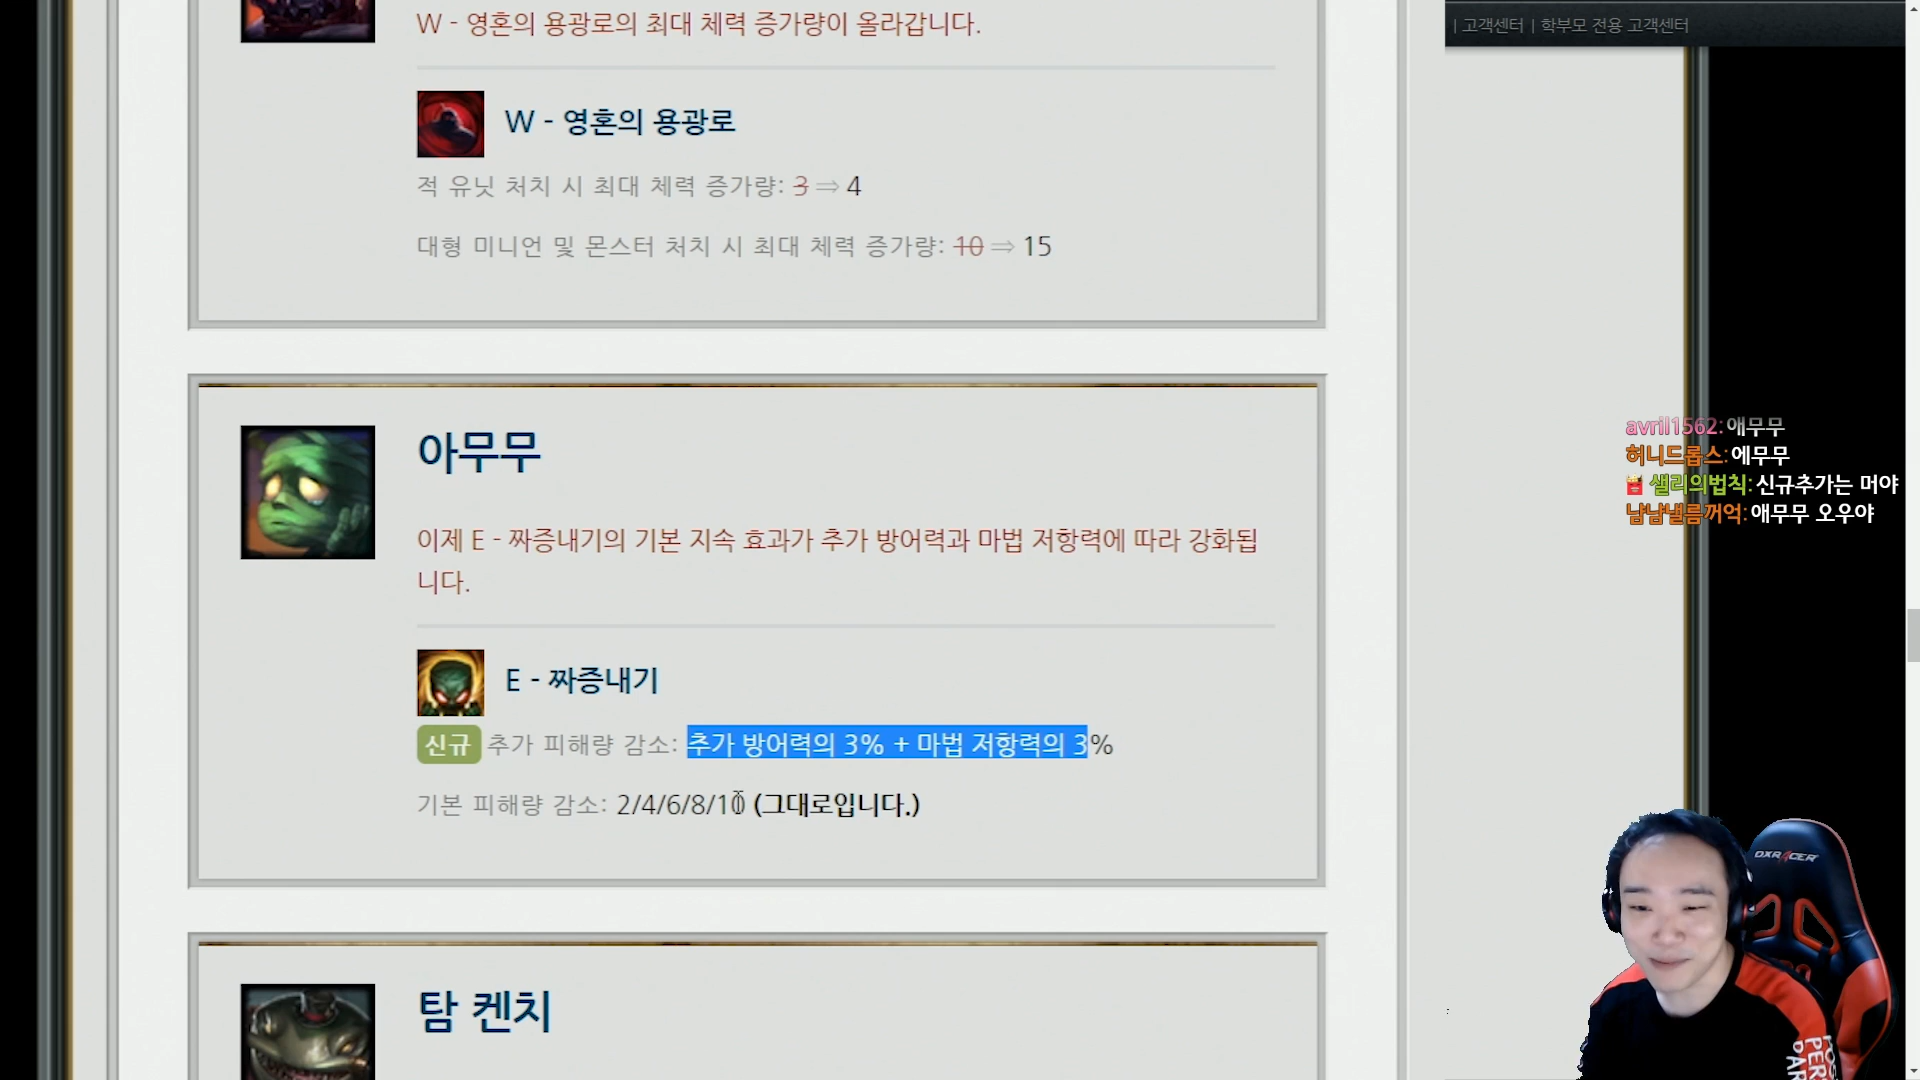 | 고객센터 | 학부모 전용 고객센터
W - 영혼의 용광로의 최대 체력 증가량이 올라갑니다.
W - 영혼의 용광로
적 유닛 처치 시 최대 체력 증가량: 3 ⇒ 4
대형 미니언 및 몬스터 처치 시 최대 체력 증가량: 10 ⇒ 15
아무무
이제 E - 짜증내기의 기본 지속 효과가 추가 방어력과 마법 저항력에 따라 강화됩
니다.
E - 짜증내기
신규 추가 피해량 감소: 추가 방어력의 3% + 마법 저항력의 3%
기본 피해량 감소: 2/4/6/8/10 (그대로입니다.)
탐 켄치
avril1562: 애무무
허니드롭스: 에무무
샐리의법칙: 신규추가는 머야
냠냠낼름꺼억: 애무무 오우야
DXRACER